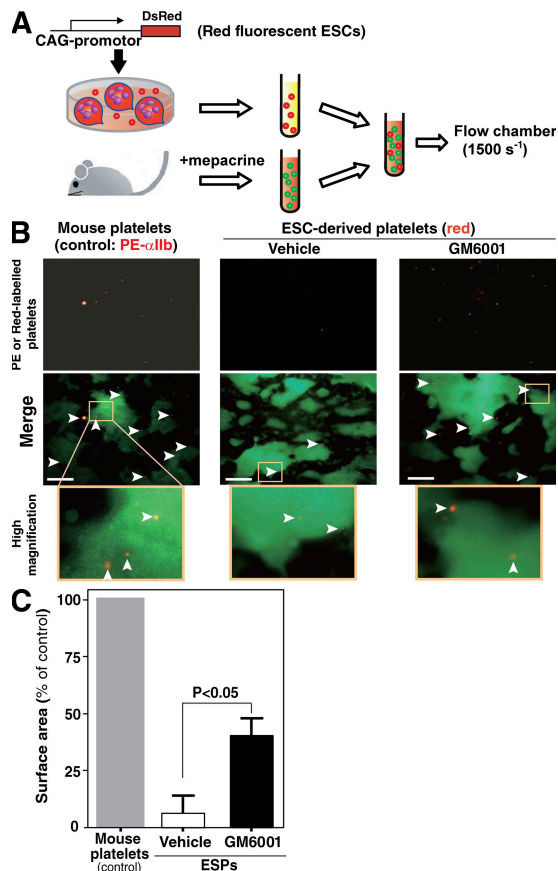 A
DsRed
CAG-promotor
(Red fluorescent ESCs)
+mepacrine
Flow chamber
(1500 s⁻¹)
B
Mouse platelets
(control: PE-αIIb)
ESC-derived platelets (red)
Vehicle
GM6001
PE or Red-labelled
platelets
Merge
High
magnification
C
Surface area (% of control)
100
75
50
25
0
P<0.05
Mouse
platelets
(control)
Vehicle
GM6001
ESPs